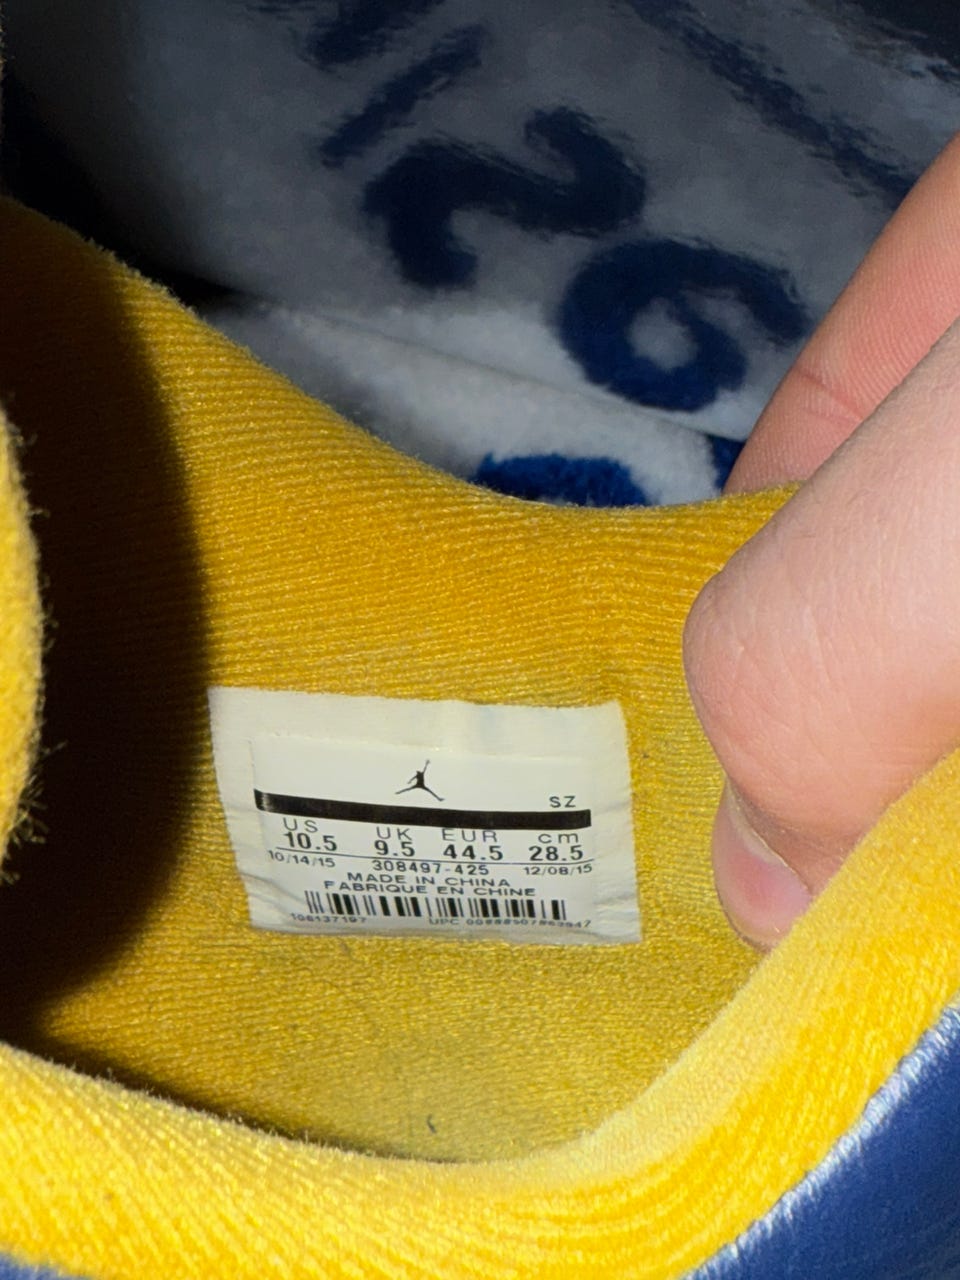 SZ
US UK EUR cm
10.5 9.5 44.5 28.5
10/14/15 308497-425 12/08/15
MADE IN CHINA
FABRIQUE EN CHINE
UPC